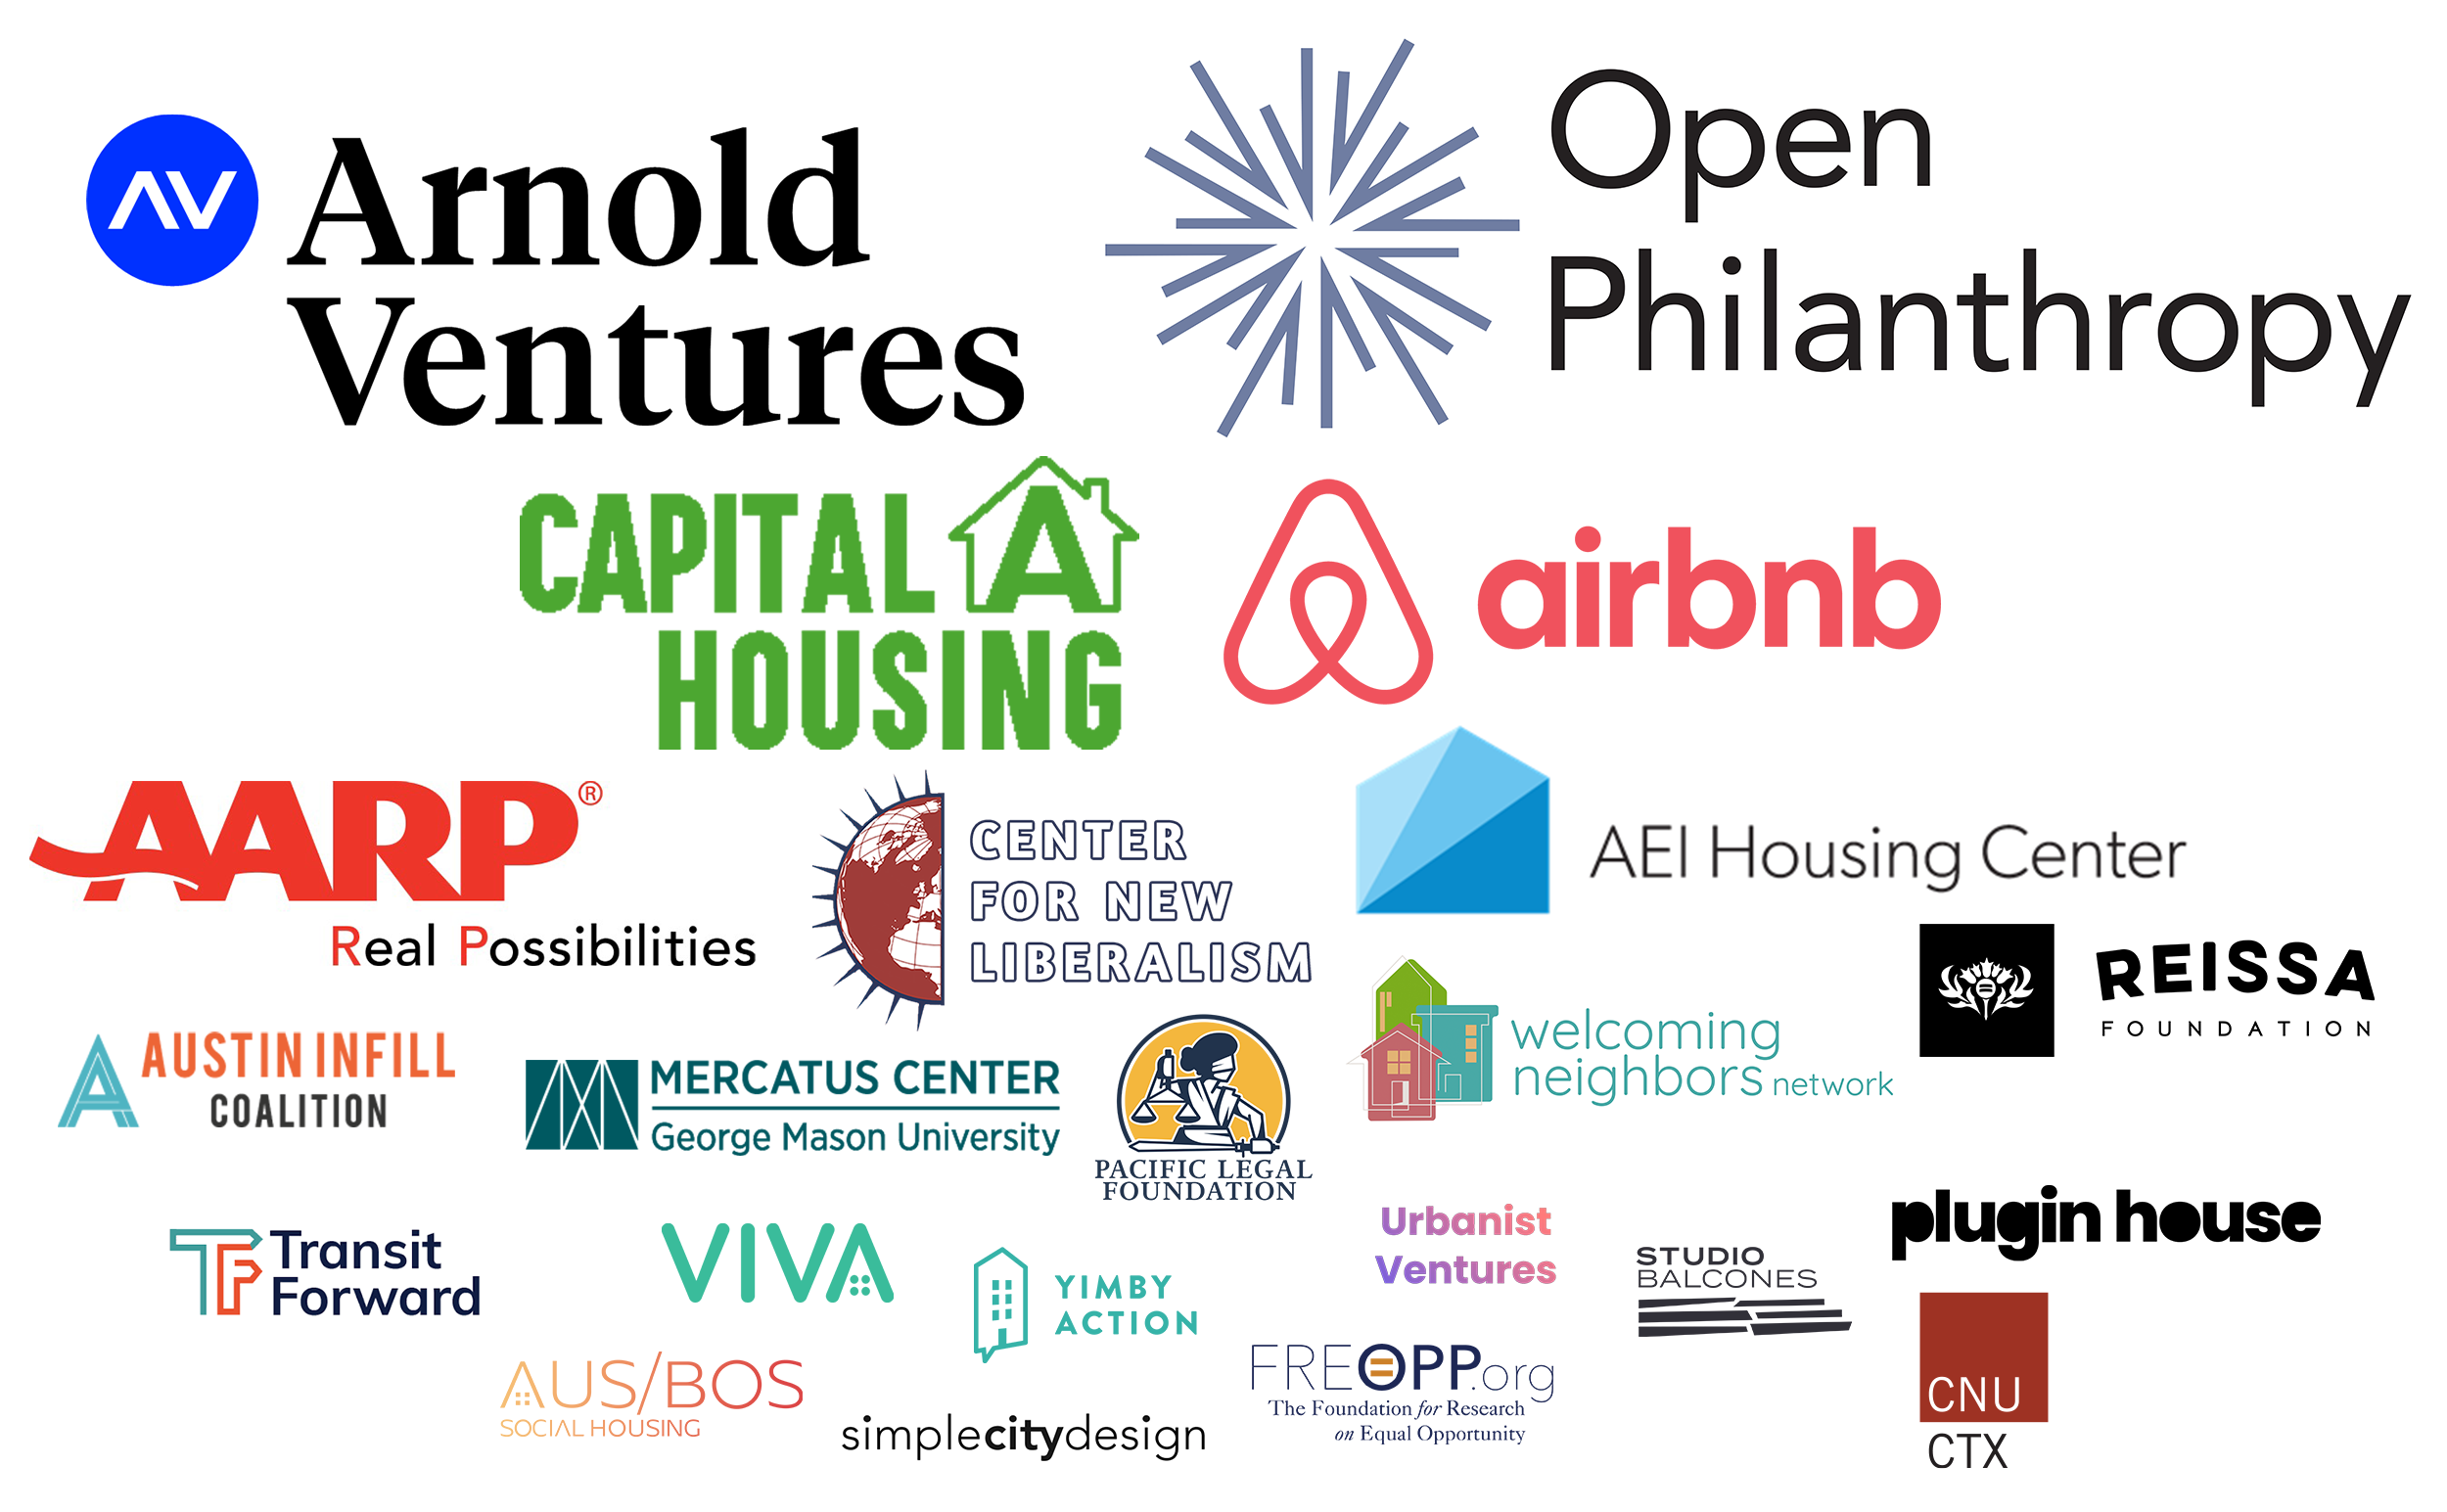 AV
Arnold
Ventures
Open
Philanthropy
CAPITAL A
HOUSING
airbnb
AARP®
Real Possibilities
CENTER
FOR NEW
LIBERALISM
AEI Housing Center
REISSA
FOUNDATION
AUSTIN INFILL
COALITION
MERCATUS CENTER
George Mason University
PACIFIC LEGAL
FOUNDATION
welcoming
neighbors network
TF
Transit
Forward
VIVA
YIMBY
ACTION
Urbanist
Ventures
STUDIO
BALCONES
plugin house
AUS/BOS
SOCIAL HOUSING
simplecitydesign
FREOPP.org
The Foundation for Research
on Equal Opportunity
CNU
CTX